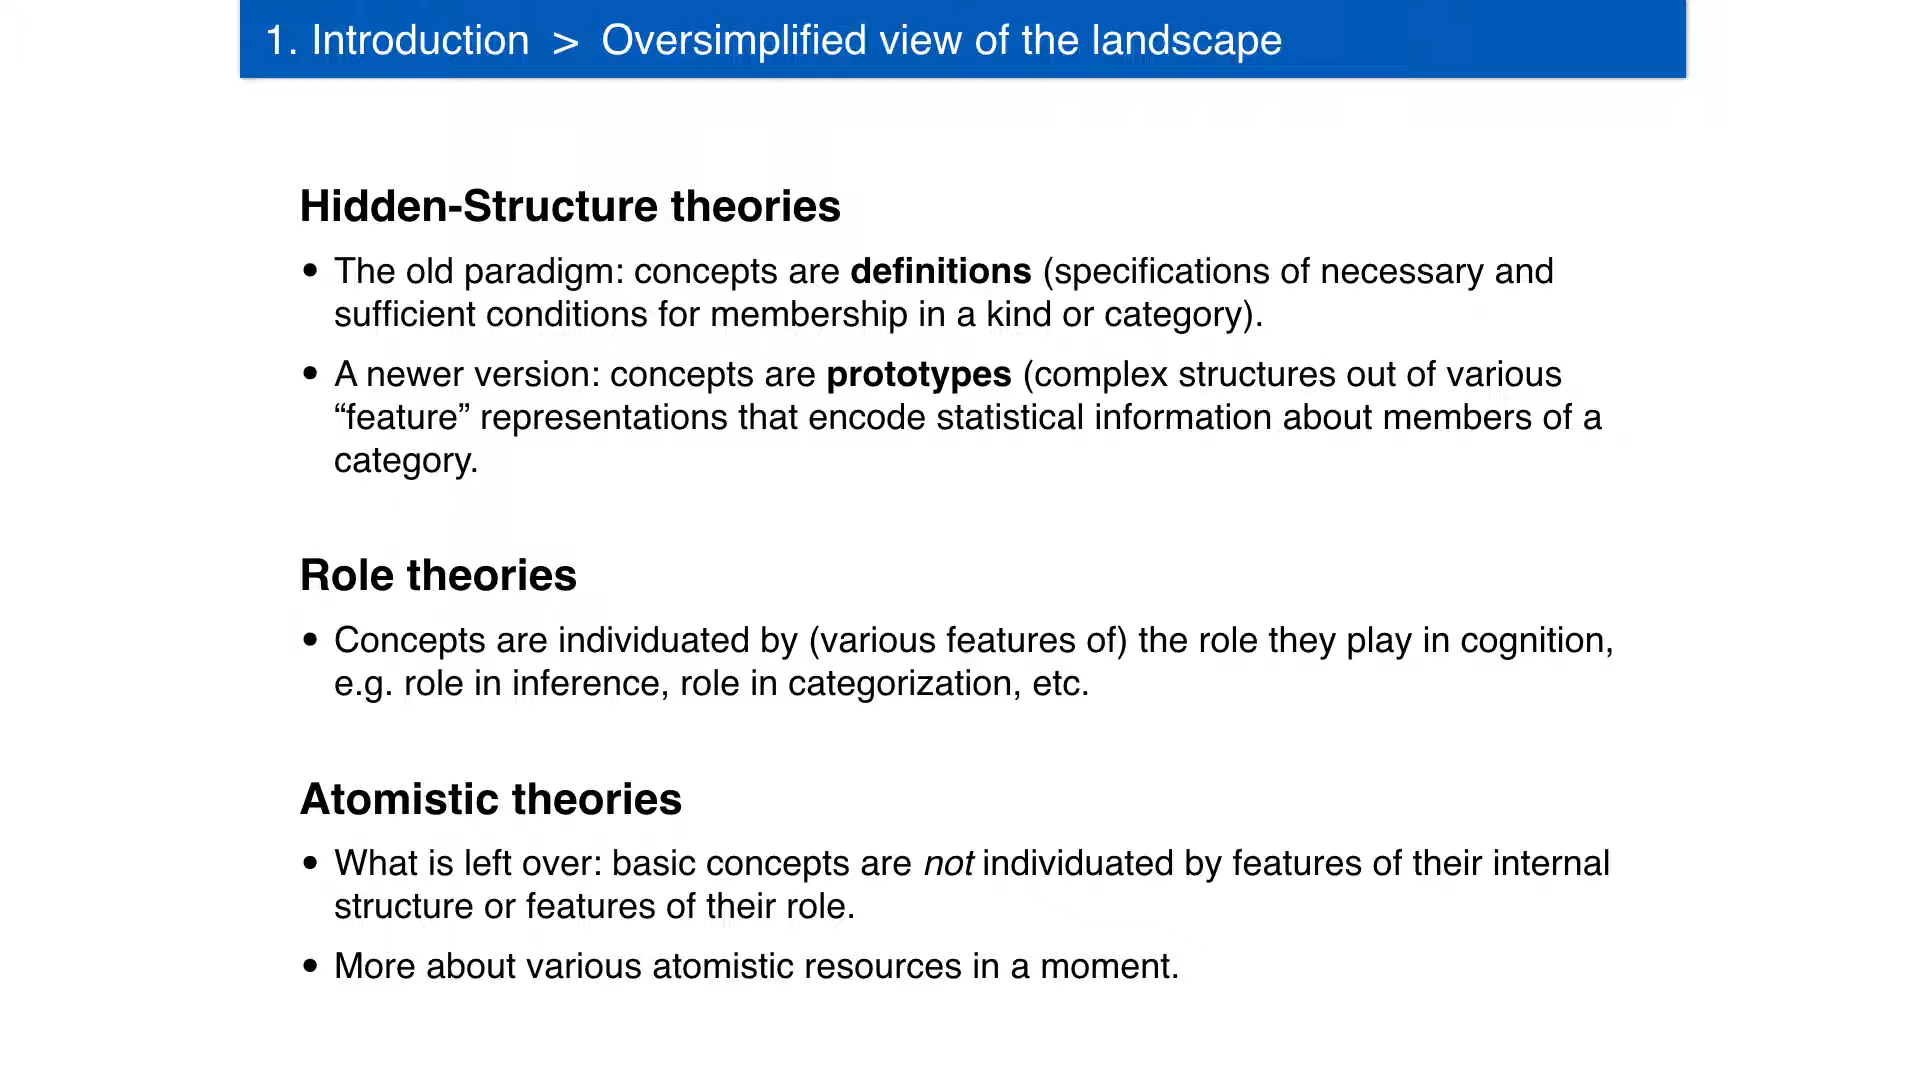 1. Introduction > Oversimplified view of the landscape
Hidden-Structure theories
• The old paradigm: concepts are definitions (specifications of necessary and
sufficient conditions for membership in a kind or category).
• A newer version: concepts are prototypes (complex structures out of various
“feature” representations that encode statistical information about members of a
category.
Role theories
• Concepts are individuated by (various features of) the role they play in cognition,
e.g. role in inference, role in categorization, etc.
Atomistic theories
• What is left over: basic concepts are not individuated by features of their internal
structure or features of their role.
• More about various atomistic resources in a moment.